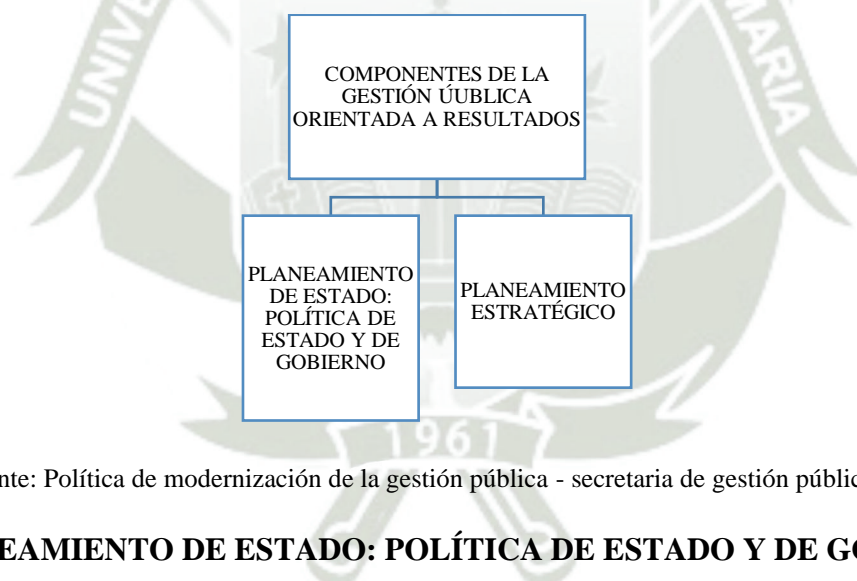 COMPONENTES DE LA
GESTIÓN ÚUBLICA
ORIENTADA A RESULTADOS
PLANEAMIENTO
DE ESTADO:
POLÍTICA DE
ESTADO Y DE
GOBIERNO
PLANEAMIENTO
ESTRATÉGICO
1961
nte: Política de modernización de la gestión pública - secretaria de gestión públic
EAMIENTO DE ESTADO: POLÍTICA DE ESTADO Y DE GO